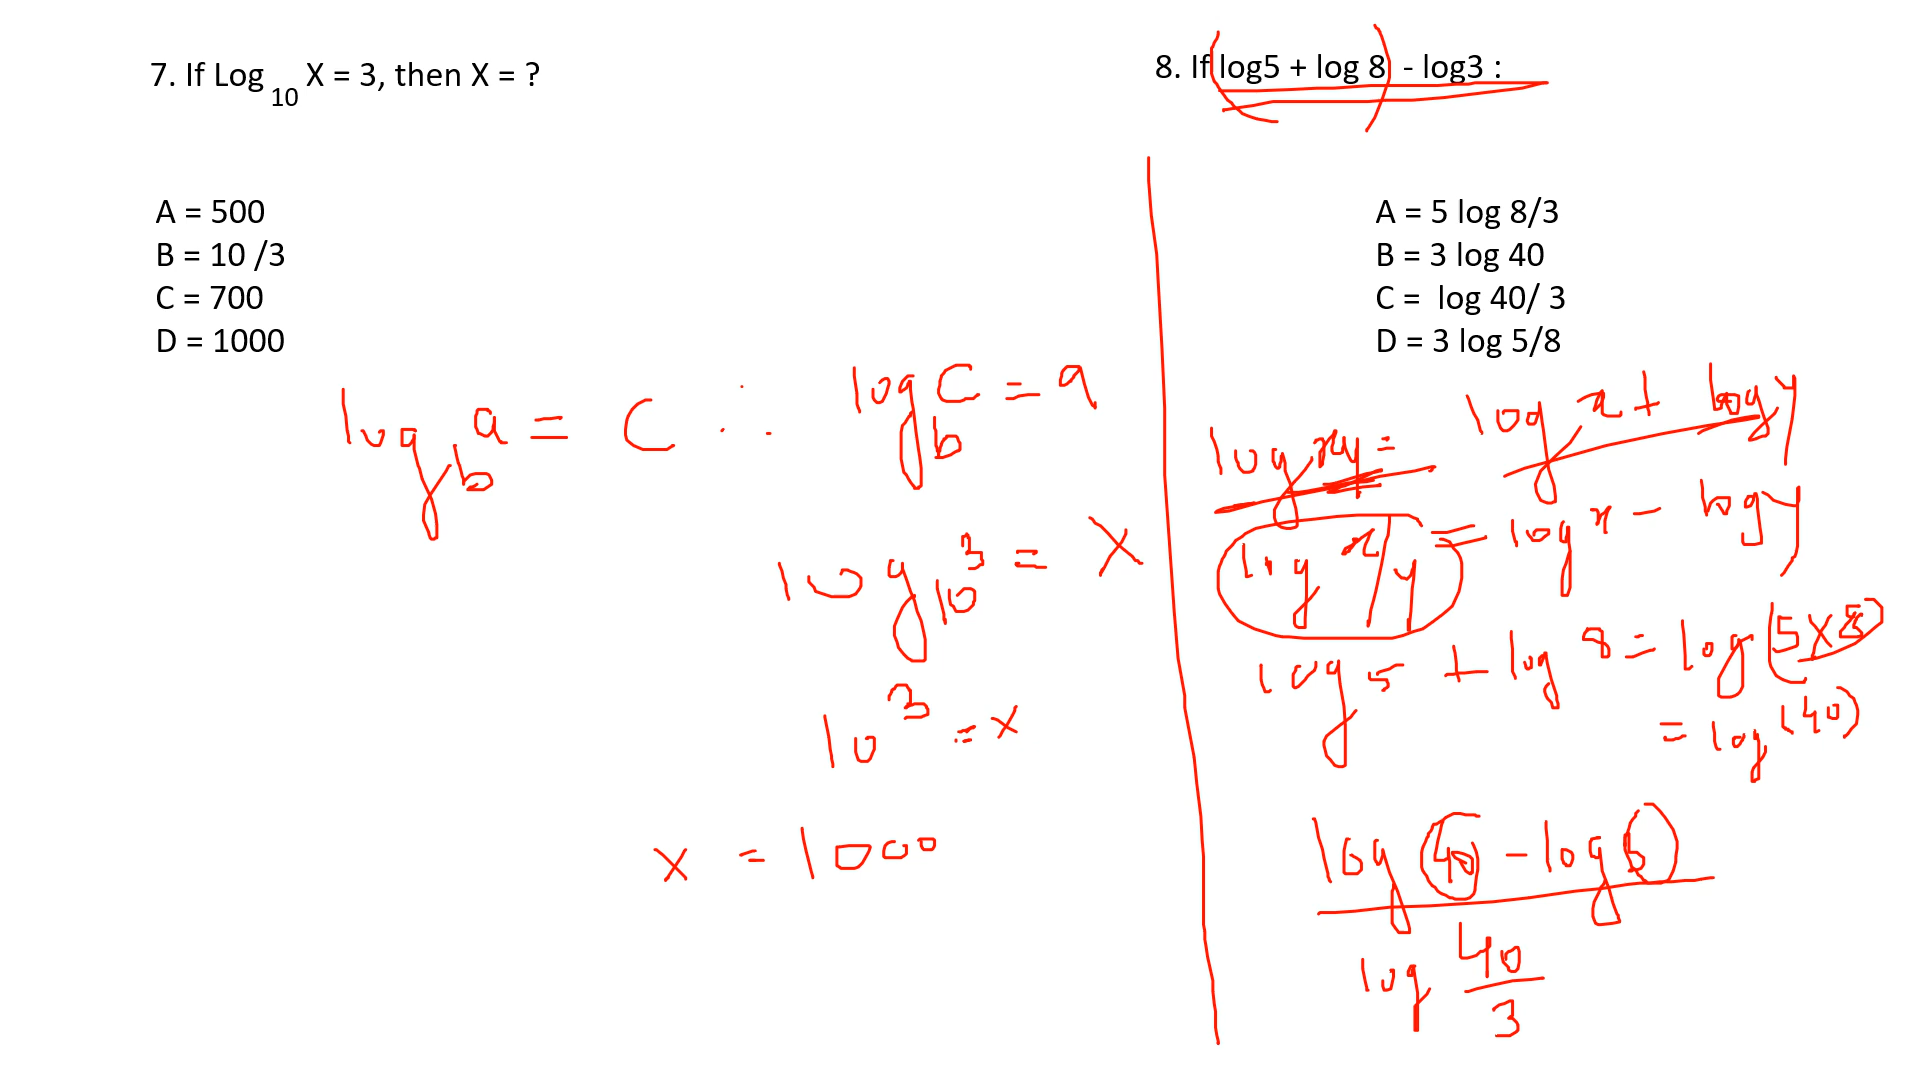 7. If Log 10 X = 3, then X = ?
A = 500
B = 10 /3
C = 700
D = 1000
log b a = C ∴ log b C = a
log 10 3 = X
10³ = x
x = 1000
8. If log5 + log 8 - log3 :
A = 5 log 8/3
B = 3 log 40
C = log 40/ 3
D = 3 log 5/8
log xy = log x + log y
log x/y = log x - log y
log 5 + log 8 = log (5 X 8)
= log (40)
log 40 - log 3
log 40/3